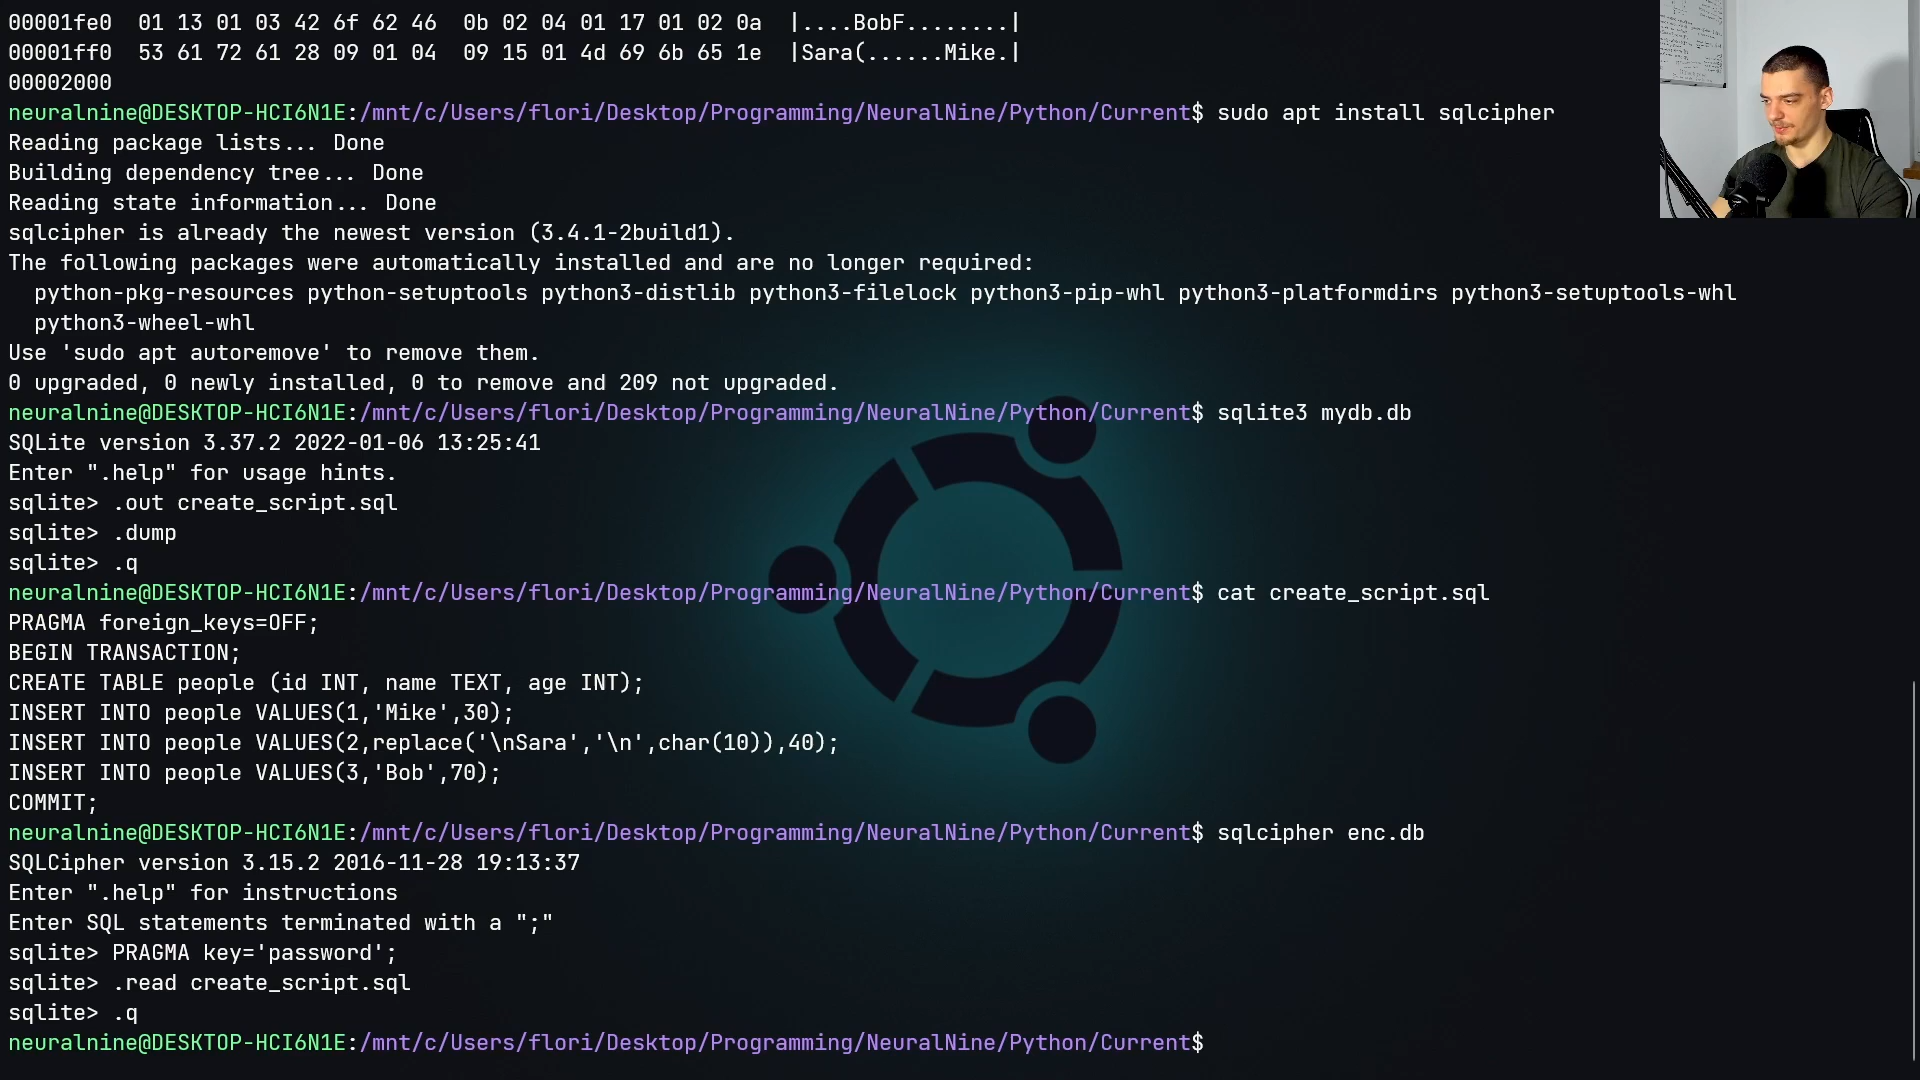 00001fe0  01 13 01 03 42 6f 62 46  0b 02 04 01 17 01 02 0a  |....BobF........|
00001ff0  53 61 72 61 28 09 01 04  09 15 01 4d 69 6b 65 1e  |Sara(......Mike.|
00002000
neuralnine@DESKTOP-HCI6N1E:/mnt/c/Users/flori/Desktop/Programming/NeuralNine/Python/Current$ sudo apt install sqlcipher
Reading package lists... Done
Building dependency tree... Done
Reading state information... Done
sqlcipher is already the newest version (3.4.1-2build1).
The following packages were automatically installed and are no longer required:
  python-pkg-resources python-setuptools python3-distlib python3-filelock python3-pip-whl python3-platformdirs python3-setuptools-whl
  python3-wheel-whl
Use 'sudo apt autoremove' to remove them.
0 upgraded, 0 newly installed, 0 to remove and 209 not upgraded.
neuralnine@DESKTOP-HCI6N1E:/mnt/c/Users/flori/Desktop/Programming/NeuralNine/Python/Current$ sqlite3 mydb.db
SQLite version 3.37.2 2022-01-06 13:25:41
Enter ".help" for usage hints.
sqlite> .out create_script.sql
sqlite> .dump
sqlite> .q
neuralnine@DESKTOP-HCI6N1E:/mnt/c/Users/flori/Desktop/Programming/NeuralNine/Python/Current$ cat create_script.sql
PRAGMA foreign_keys=OFF;
BEGIN TRANSACTION;
CREATE TABLE people (id INT, name TEXT, age INT);
INSERT INTO people VALUES(1,'Mike',30);
INSERT INTO people VALUES(2,replace('\nSara','\n',char(10)),40);
INSERT INTO people VALUES(3,'Bob',70);
COMMIT;
neuralnine@DESKTOP-HCI6N1E:/mnt/c/Users/flori/Desktop/Programming/NeuralNine/Python/Current$ sqlcipher enc.db
SQLCipher version 3.15.2 2016-11-28 19:13:37
Enter ".help" for instructions
Enter SQL statements terminated with a ";"
sqlite> PRAGMA key='password';
sqlite> .read create_script.sql
sqlite> .q
neuralnine@DESKTOP-HCI6N1E:/mnt/c/Users/flori/Desktop/Programming/NeuralNine/Python/Current$